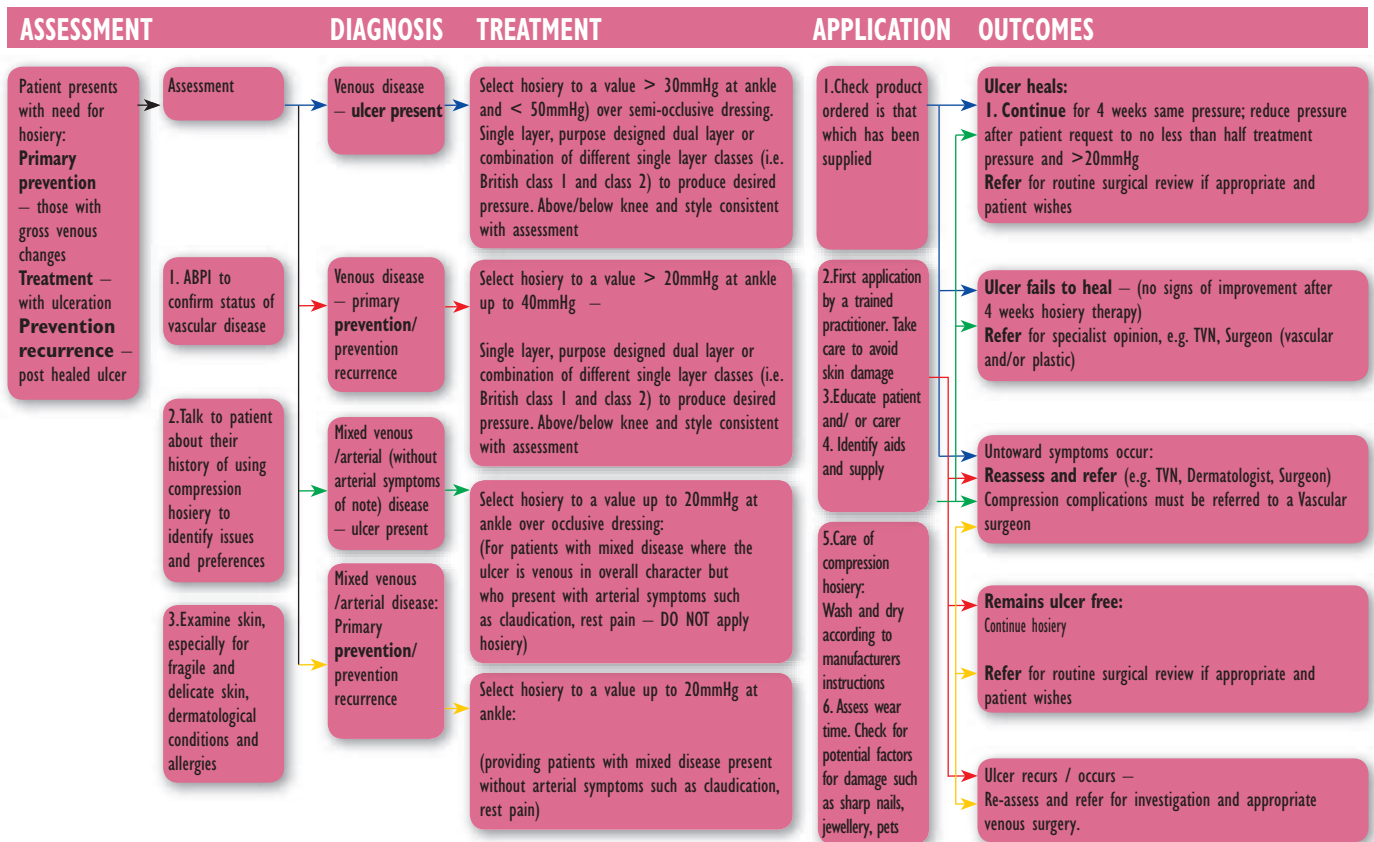 ASSESSMENT
DIAGNOSIS
TREATMENT
APPLICATION
OUTCOMES
Patient presents
with need for
hosiery:
Primary
prevention
– those with
gross venous
changes
Treatment –
with ulceration
Prevention
recurrence –
post healed ulcer
Assessment
1. ABPI to
confirm status of
vascular disease
2.Talk to patient
about their
history of using
compression
hosiery to
identify issues
and preferences
3.Examine skin,
especially for
fragile and
delicate skin,
dermatological
conditions and
allergies
Venous disease
– ulcer present
Venous disease
– primary
prevention/
prevention
recurrence
Mixed venous
/arterial (without
arterial symptoms
of note) disease
– ulcer present
Mixed venous
/arterial disease:
Primary
prevention/
prevention
recurrence
Select hosiery to a value > 30mmHg at ankle
and < 50mmHg) over semi-occlusive dressing.
Single layer, purpose designed dual layer or
combination of different single layer classes (i.e.
British class 1 and class 2) to produce desired
pressure. Above/below knee and style consistent
with assessment
Select hosiery to a value > 20mmHg at ankle
up to 40mmHg –
Single layer, purpose designed dual layer or
combination of different single layer classes (i.e.
British class 1 and class 2) to produce desired
pressure. Above/below knee and style consistent
with assessment
Select hosiery to a value up to 20mmHg at
ankle over occlusive dressing:
(For patients with mixed disease where the
ulcer is venous in overall character but
who present with arterial symptoms such
as claudication, rest pain – DO NOT apply
hosiery)
Select hosiery to a value up to 20mmHg at
ankle:
(providing patients with mixed disease present
without arterial symptoms such as claudication,
rest pain)
1.Check product
ordered is that
which has been
supplied
2.First application
by a trained
practitioner. Take
care to avoid
skin damage
3.Educate patient
and/ or carer
4. Identify aids
and supply
5.Care of
compression
hosiery:
Wash and dry
according to
manufacturers
instructions
6. Assess wear
time. Check for
potential factors
for damage such
as sharp nails,
jewellery, pets
Ulcer heals:
1. Continue for 4 weeks same pressure; reduce pressure
after patient request to no less than half treatment
pressure and >20mmHg
Refer for routine surgical review if appropriate and
patient wishes
Ulcer fails to heal – (no signs of improvement after
4 weeks hosiery therapy)
Refer for specialist opinion, e.g. TVN, Surgeon (vascular
and/or plastic)
Untoward symptoms occur:
Reassess and refer (e.g. TVN, Dermatologist, Surgeon)
Compression complications must be referred to a Vascular
surgeon
Remains ulcer free:
Continue hosiery
Refer for routine surgical review if appropriate and
patient wishes
Ulcer recurs / occurs –
Re-assess and refer for investigation and appropriate
venous surgery.